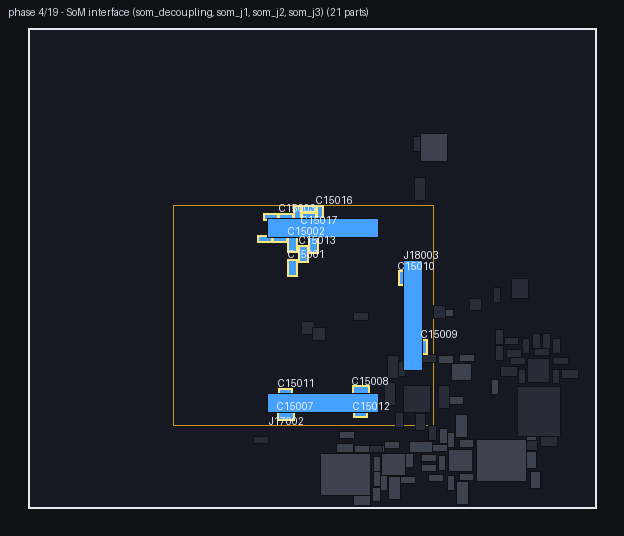 phase 4/19 - SoM interface (som_decoupling, som_j1, som_j2, som_j3) (21 parts)
C15016
C15003
C15017
C15002
C15013
C15001
J18003
C15010
C15009
C15011
C15008
C15007
C15012
J17002